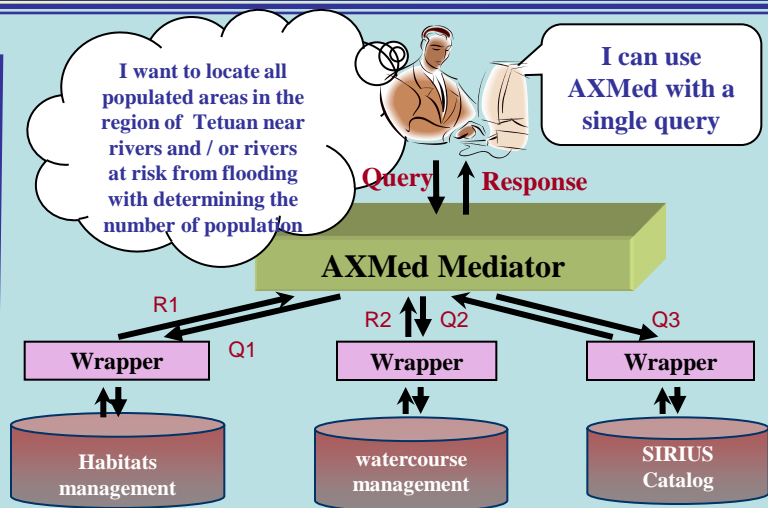 I want to locate all
populated areas in the
region of Tetuan near
rivers and / or rivers
at risk from flooding
with determining the
number of population
I can use
AXMed with a
single query
Query
Response
AXMed Mediator
R1
Q1
R2
Q2
Q3
Wrapper
Wrapper
Wrapper
Habitats
management
watercourse
management
SIRIUS
Catalog